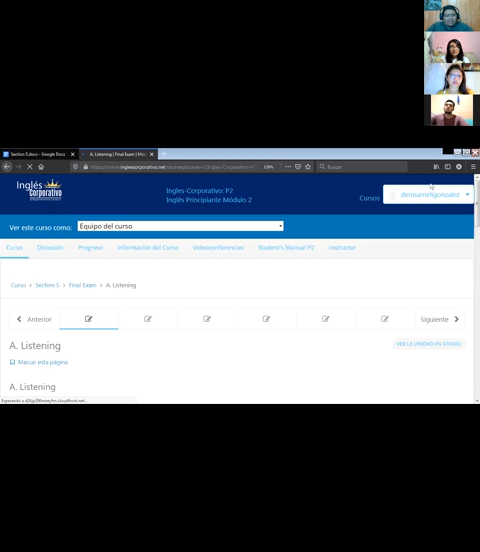 Section 5.docx - Google Docs
A. Listening | Final Exam | Mó
Buscar
Inglés
Corporativo
Ingles-Corporativo: P2
Inglés Principiante Módulo 2
Cursos
denisameligonzalez
Ver este curso como:
Equipo del curso
Curso
Discusión
Progreso
Información del Curso
Videoconferencias
Student's Manual P2
Instructor
Curso > Section 5 > Final Exam > A. Listening
Anterior
Siguiente
A. Listening
VER LA UNIDAD EN STUDIO
Marcar esta página
A. Listening